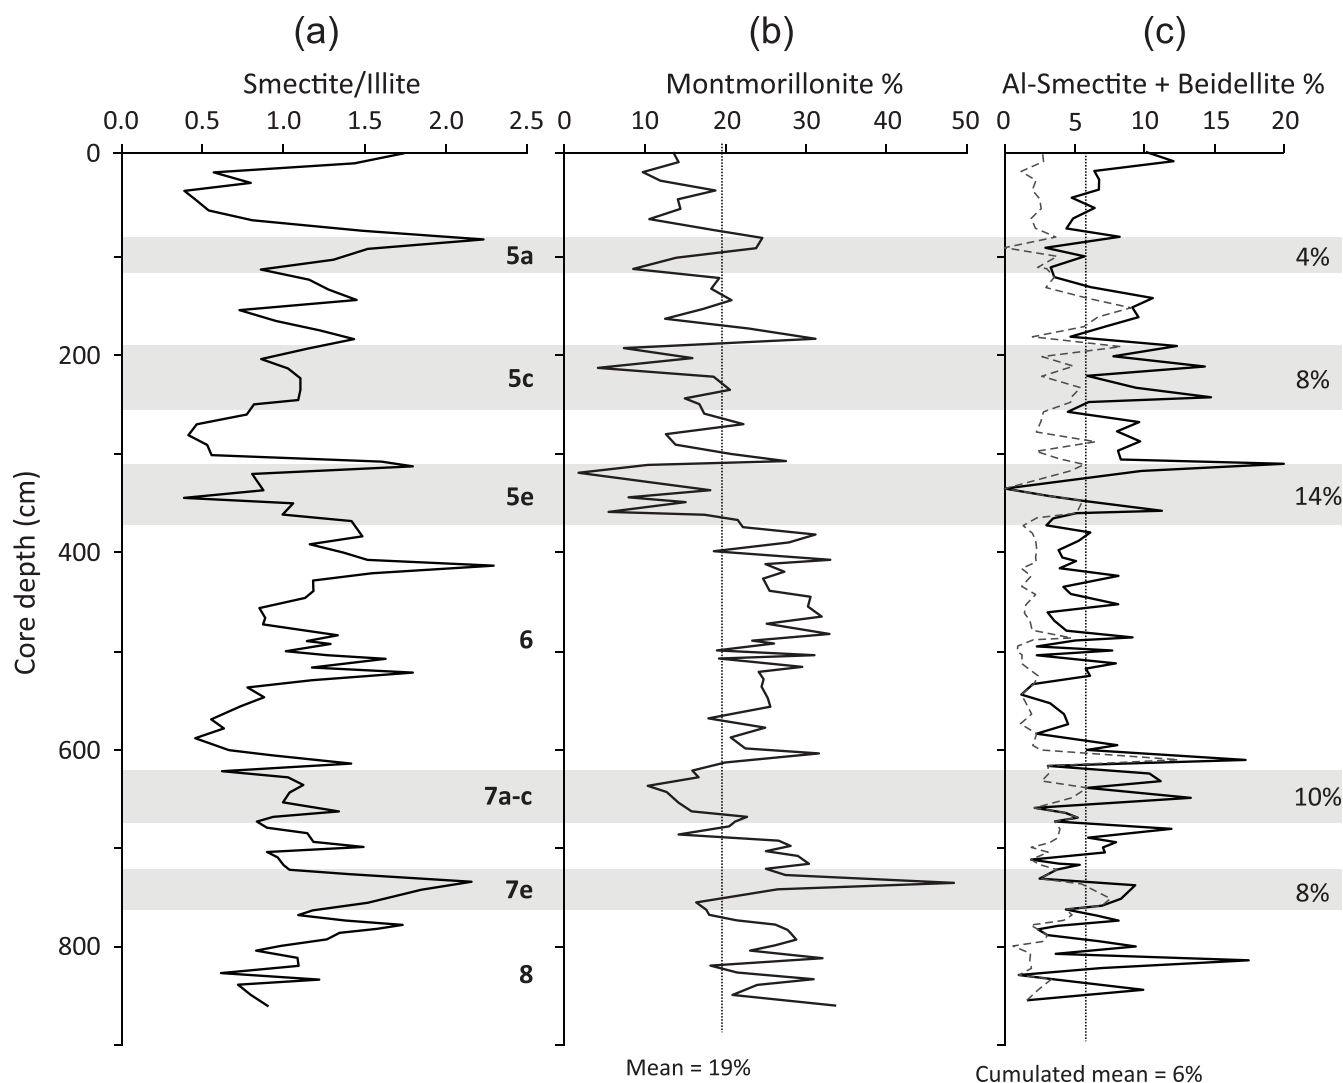 (a) (b) (c)
Smectite/Illite Montmorillonite % Al-Smectite + Beidellite %
0.0 0.5 1.0 1.5 2.0 2.5 0 10 20 30 40 50 0 5 10 15 20
0
5a 4%
200
5c 8%
5e 14%
400
Core depth (cm)
6
600
7a-c 10%
7e 8%
800
8
Mean = 19% Cumulated mean = 6%